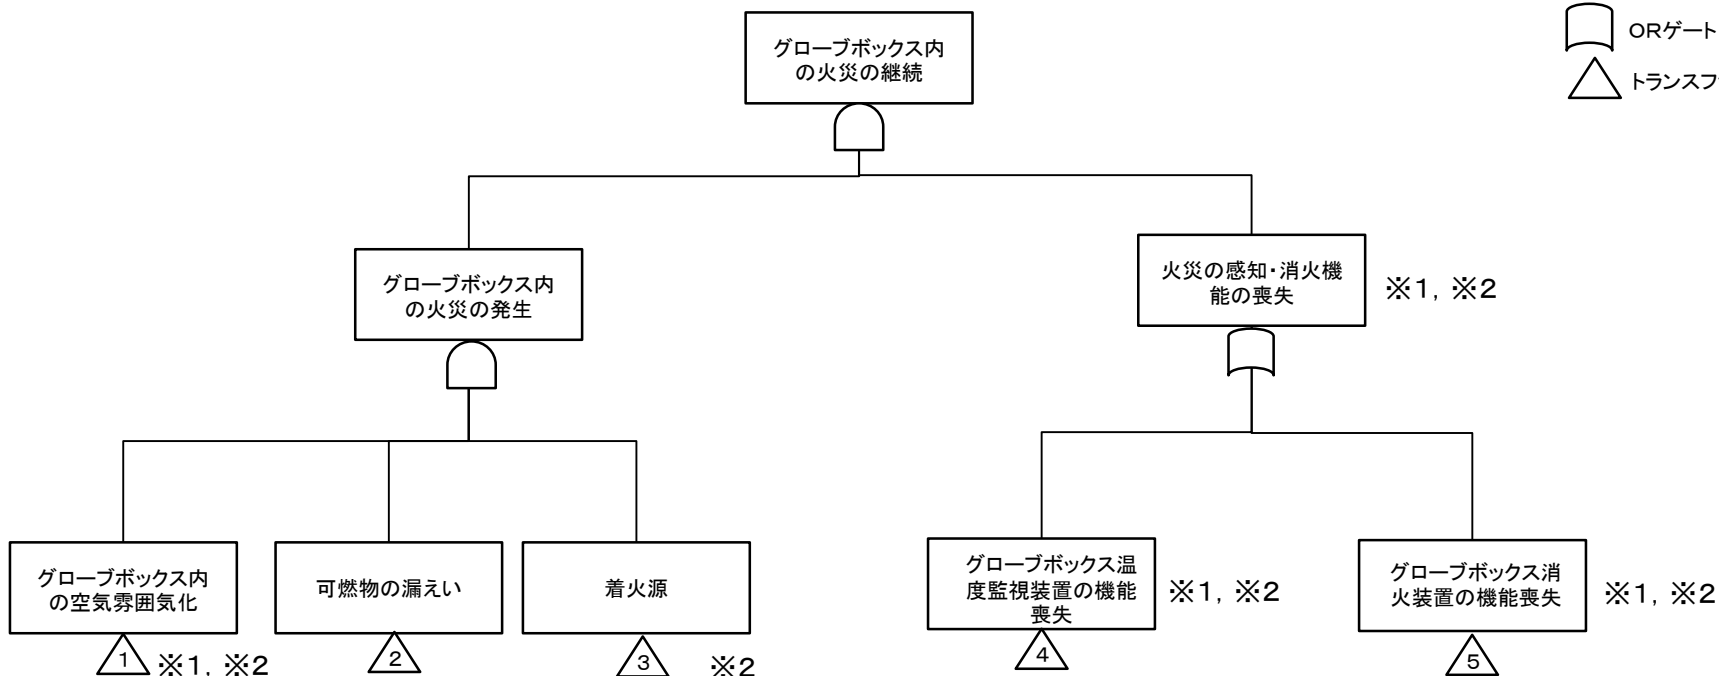 グローブボックス内
の火災の継続
ORゲート
トランスフ
グローブボックス内
の火災の発生
火災の感知・消火機
能の喪失
※1, ※2
グローブボックス内
の空気雰囲気化
1
※1, ※2
可燃物の漏えい
2
着火源
3
※2
グローブボックス温
度監視装置の機能
喪失
4
※1, ※2
グローブボックス消
火装置の機能喪失
5
※1, ※2